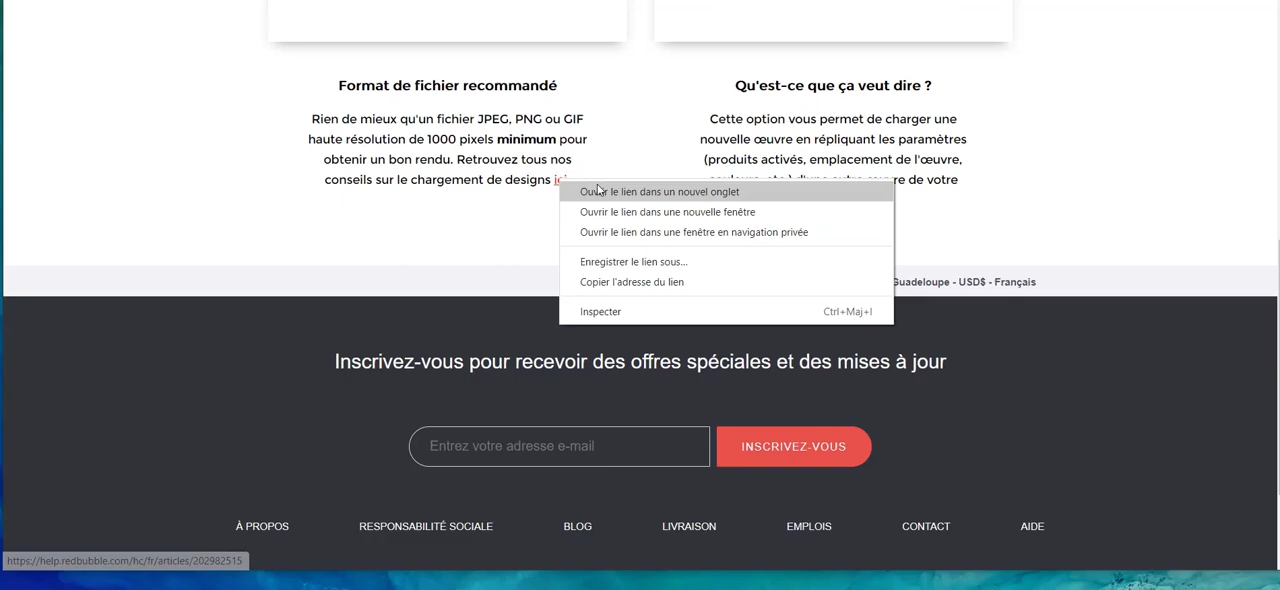 Format de fichier recommandé
Rien de mieux qu'un fichier JPEG, PNG ou GIF
haute résolution de 1000 pixels minimum pour
obtenir un bon rendu. Retrouvez tous nos
conseils sur le chargement de designs ici
Qu'est-ce que ça veut dire ?
Cette option vous permet de charger une
nouvelle œuvre en répliquant les paramètres
(produits activés, emplacement de l'œuvre,
re de votre
Ouvrir le lien dans un nouvel onglet
Ouvrir le lien dans une nouvelle fenêtre
Ouvrir le lien dans une fenêtre en navigation privée
Enregistrer le lien sous...
Copier l'adresse du lien
Inspecter Ctrl+Maj+I
Guadeloupe - USD$ - Français
Inscrivez-vous pour recevoir des offres spéciales et des mises à jour
Entrez votre adresse e-mail
INSCRIVEZ-VOUS
À PROPOS RESPONSABILITÉ SOCIALE BLOG LIVRAISON EMPLOIS CONTACT AIDE
https://help.redbubble.com/hc/fr/articles/202982515